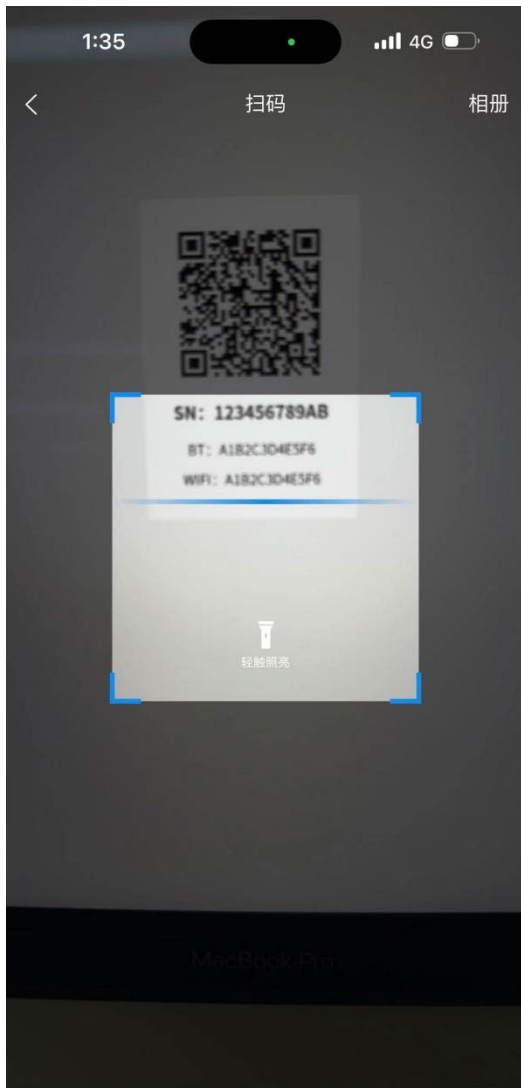 1:35
4G
扫码
相册
SN: 123456789AB
BT: A1B2C3D4E5F6
WIFI: A1B2C3D4E5F6
轻触照亮
MacBook Pro